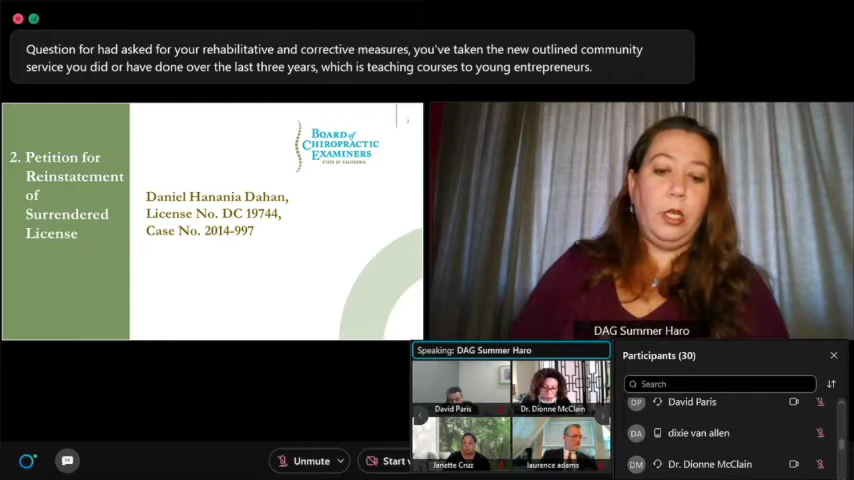 Question for had asked for your rehabilitative and corrective measures, you've taken the new outlined community
service you did or have done over the last three years, which is teaching courses to young entrepreneurs.
2. Petition for
Reinstatement
of
Surrendered
License
2
BOARD of
CHIROPRACTIC
EXAMINERS
STATE OF CALIFORNIA
Daniel Hanania Dahan,
License No. DC 19744,
Case No. 2014-997
DAG Summer Haro
Speaking: DAG Summer Haro
David Paris
Dr. Dionne McClain
Janette Cruz
laurence adams
Participants (30)
Search
DP David Paris
DA dixie van allen
DM Dr. Dionne McClain
Unmute
Start